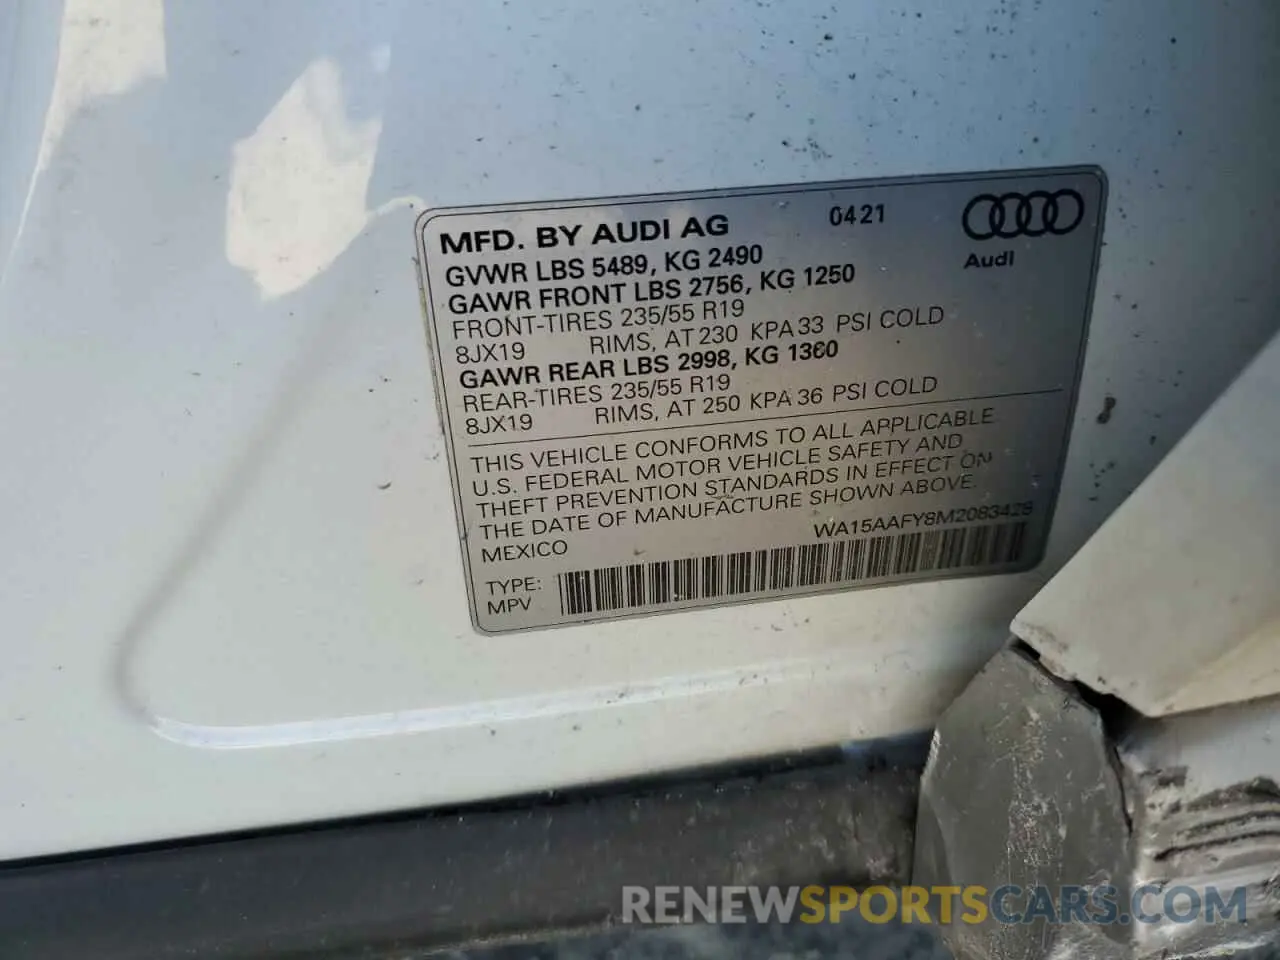 MFD. BY AUDI AG 0421
Audi
GVWR LBS 5489, KG 2490
GAWR FRONT LBS 2756, KG 1250
FRONT-TIRES 235/55 R19
8JX19 RIMS, AT 230 KPA 33 PSI COLD
GAWR REAR LBS 2998, KG 1360
REAR-TIRES 235/55 R19
8JX19 RIMS, AT 250 KPA 36 PSI COLD
THIS VEHICLE CONFORMS TO ALL APPLICABLE
U.S. FEDERAL MOTOR VEHICLE SAFETY AND
THEFT PREVENTION STANDARDS IN EFFECT ON
THE DATE OF MANUFACTURE SHOWN ABOVE.
MEXICO WA15AAFY8M2083428
TYPE:
MPV
RENEWSPORTSCARS.COM